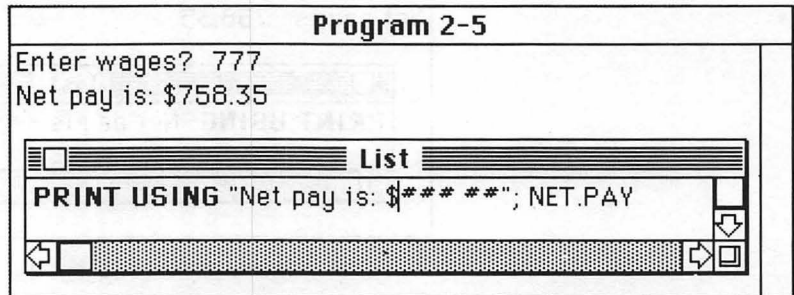 Program 2-5
Enter wages? 777
Net pay is: $758.35
List
PRINT USING "Net pay is: $### ##"; NET.PAY